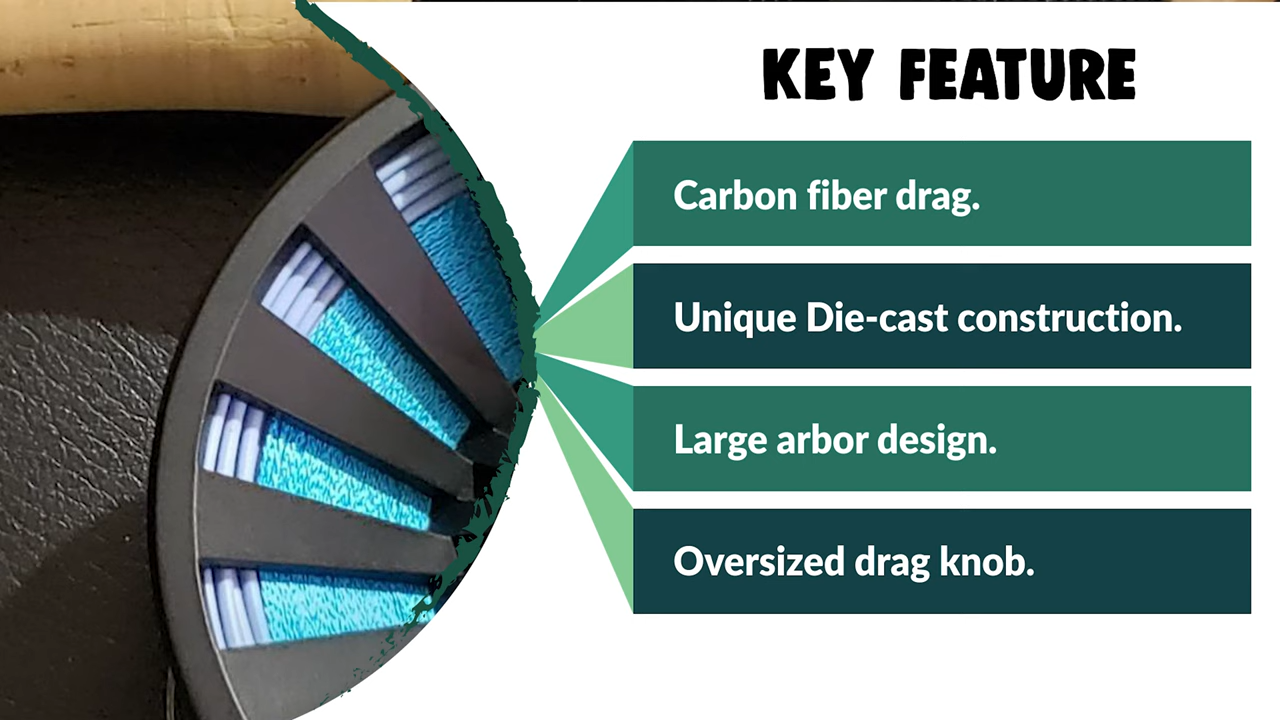 KEY FEATURE
Carbon fiber drag.
Unique Die-cast construction.
Large arbor design.
Oversized drag knob.